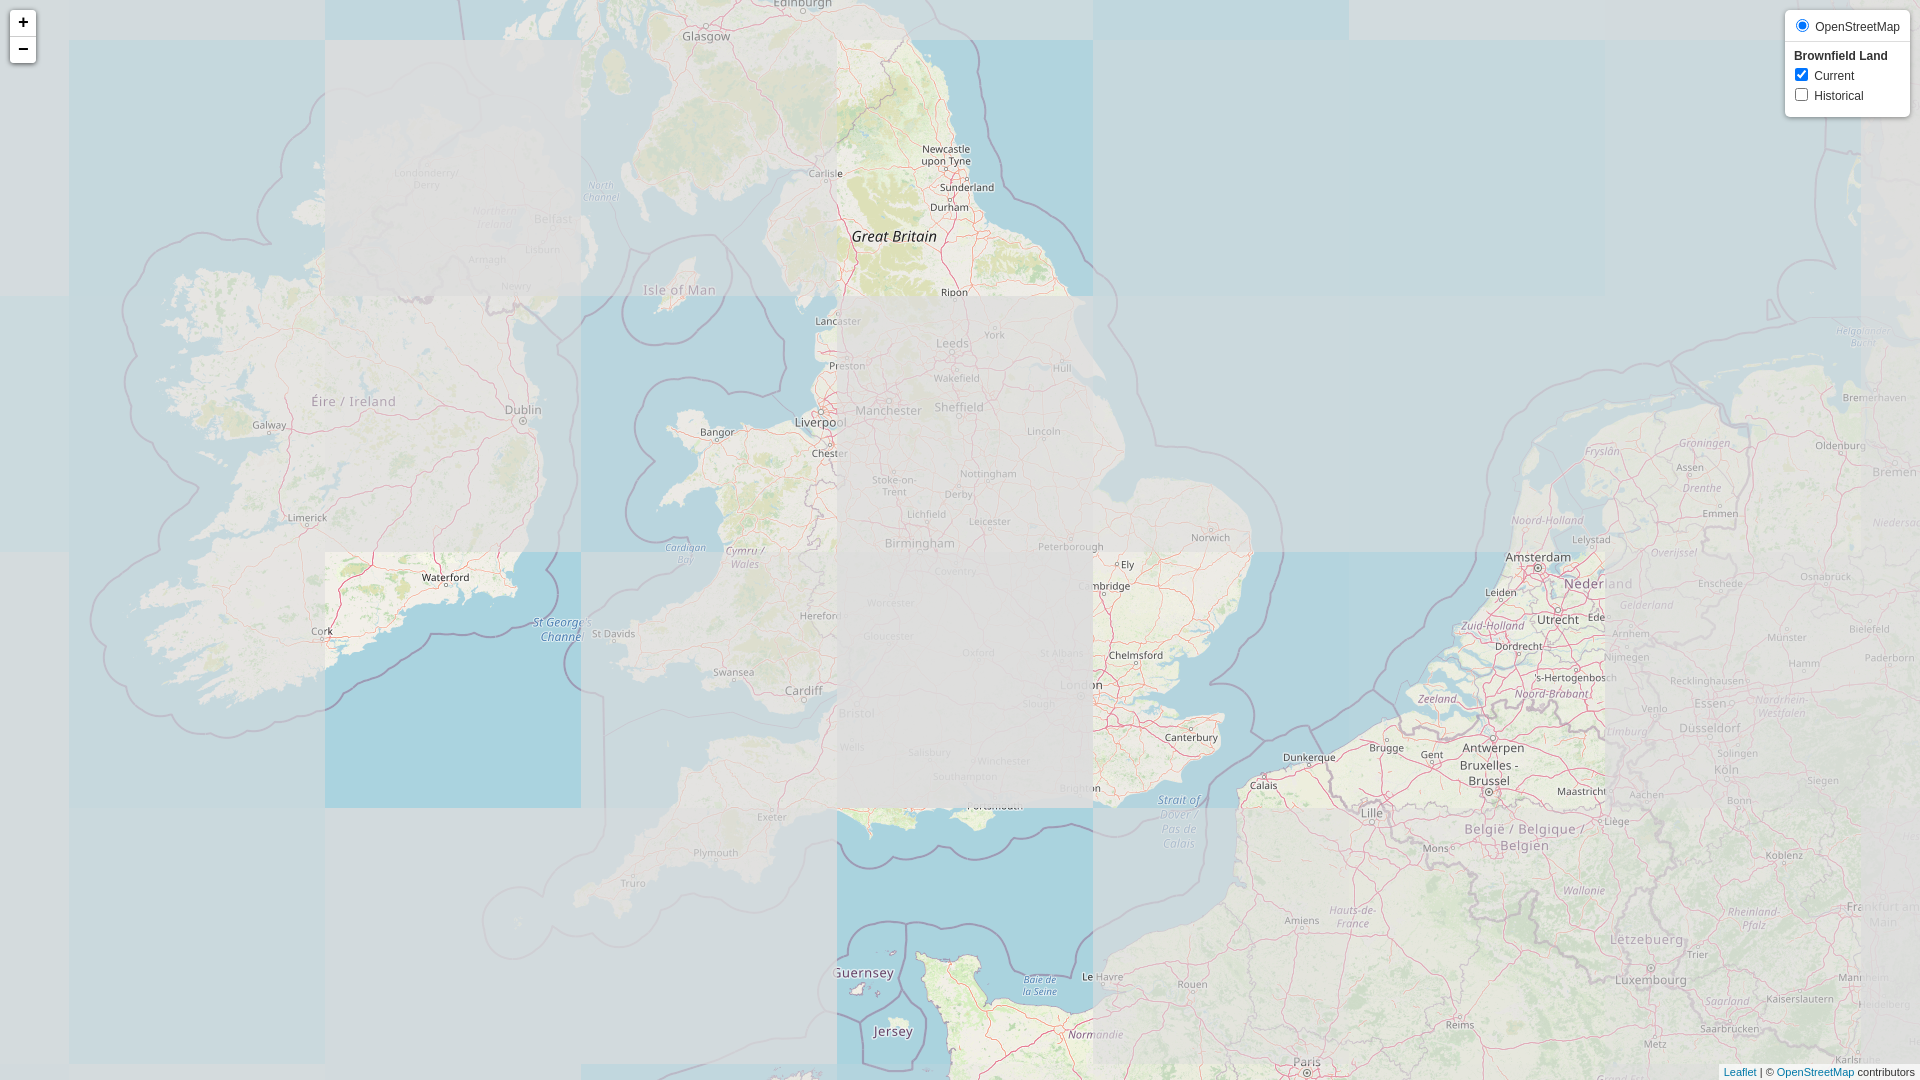 +
−
OpenStreetMap
Brownfield Land
Current
Historical
Edinburgh
Glasgow
Newcastle
upon Tyne
Londonderry/
Derry
Carlisle
North
Channel
Sunderland
Durham
Northern
Ireland
Belfast
Great Britain
Lisburn
Armagh
Newry
Isle of Man
Ripon
Lancaster
York
Helgoländer
Bucht
Leeds
Preston
Hull
Wakefield
Bremerhaven
Éire / Ireland
Dublin
Manchester
Sheffield
Galway
Liverpool
Bangor
Lincoln
Groningen
Oldenburg
Chester
Fryslân
Assen
Bremen
Nottingham
Stoke-on-
Trent
Derby
Drenthe
Limerick
Lichfield
Leicester
Emmen
Noord-Holland
Niedersac
Birmingham
Peterborough
Norwich
Lelystad
Cardigan
Bay
Cymru /
Wales
Amsterdam
Overijssel
Waterford
Coventry
Ely
Cambridge
Nederland
Enschede
Osnabrück
Leiden
Worcester
Gelderland
St George's
Channel
Hereford
Utrecht
Ede
Cork
St Davids
Zuid-Holland
Arnhem
Münster
Bielefeld
Oxford
St Albans
Chelmsford
Dordrecht
Nijmegen
Hamm
Paderborn
Swansea
's-Hertogenbosch
Cardiff
London
Recklinghausen
Zeeland
Noord-Brabant
Slough
Venlo
Essen
Nordrhein-
Westfalen
Bristol
Düsseldorf
Limburg
Canterbury
Wells
Brugge
Antwerpen
Salisbury
Winchester
Dunkerque
Gent
Solingen
Bruxelles -
Brussel
Köln
Southampton
Calais
Maastricht
Aachen
Siegen
Brighton
Strait of
Dover /
Pas de
Calais
Bonn
Portsmouth
Exeter
Lille
Liège
België / Belgique /
Belgien
Mons
Plymouth
Koblenz
Truro
Wallonie
Hauts-de-
France
Frankfurt am
Main
Amiens
Rheinland-
Pfalz
Lëtzebuerg
Trier
Guernsey
Baie de
la Seine
Le Havre
Rouen
Luxembourg
Mannheim
Kaiserslautern
Saarland
Heidelberg
Jersey
Normandie
Reims
Saarbrücken
Metz
Paris
Karlsr
Grand Est
Leaflet | © OpenStreetMap contributors